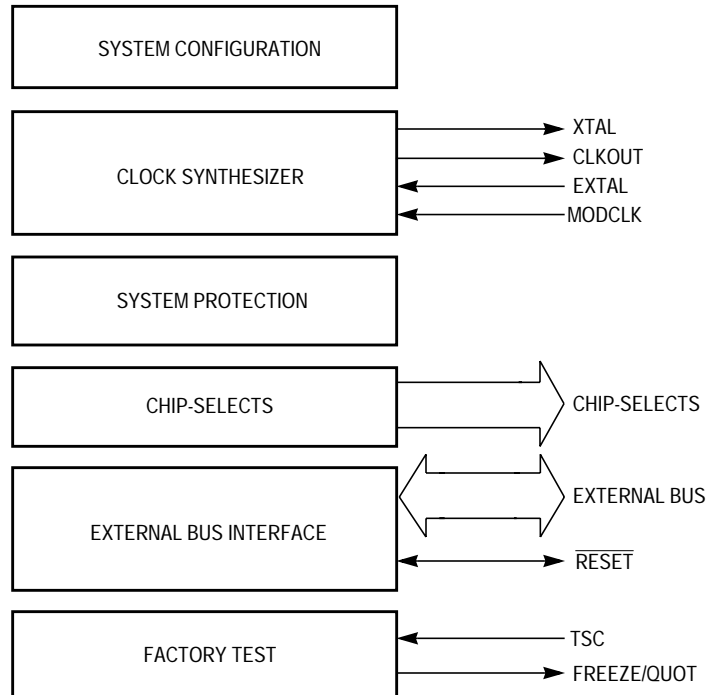 SYSTEM CONFIGURATION
CLOCK SYNTHESIZER
XTAL
CLKOUT
EXTAL
MODCLK
SYSTEM PROTECTION
CHIP-SELECTS
CHIP-SELECTS
EXTERNAL BUS INTERFACE
EXTERNAL BUS
RESET
FACTORY TEST
TSC
FREEZE/QUOT